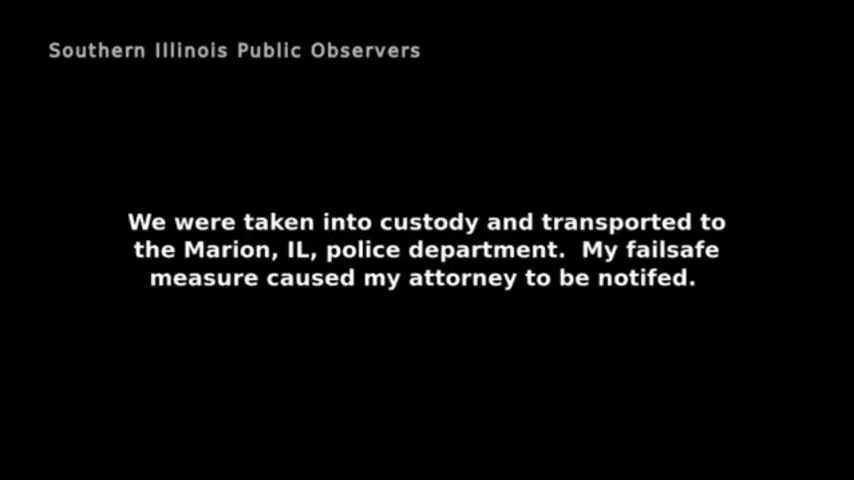 Southern Illinois Public Observers
We were taken into custody and transported to
the Marion, IL, police department.  My failsafe
measure caused my attorney to be notifed.